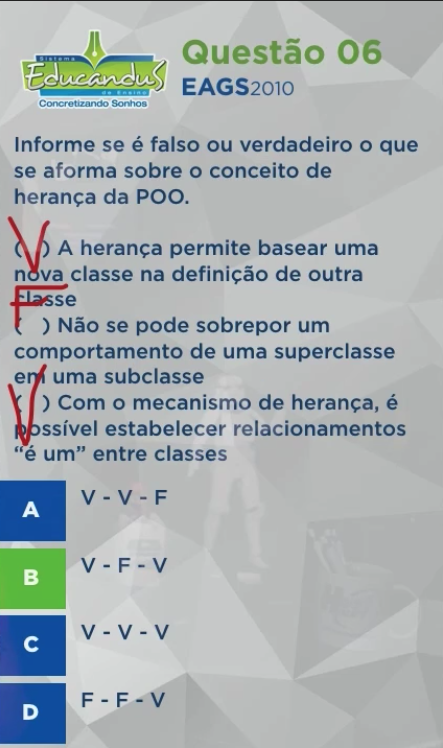 Sistema
Educandus
de Ensino
Concretizando Sonhos
Questão 06
EAGS2010
Informe se é falso ou verdadeiro o que
se aforma sobre o conceito de
herança da POO.
V
( ) A herança permite basear uma
nova classe na definição de outra
classe
F
( ) Não se pode sobrepor um
comportamento de uma superclasse
em uma subclasse
V
( ) Com o mecanismo de herança, é
possível estabelecer relacionamentos
“é um” entre classes
A V - V - F
B V - F - V
C V - V - V
D F - F - V